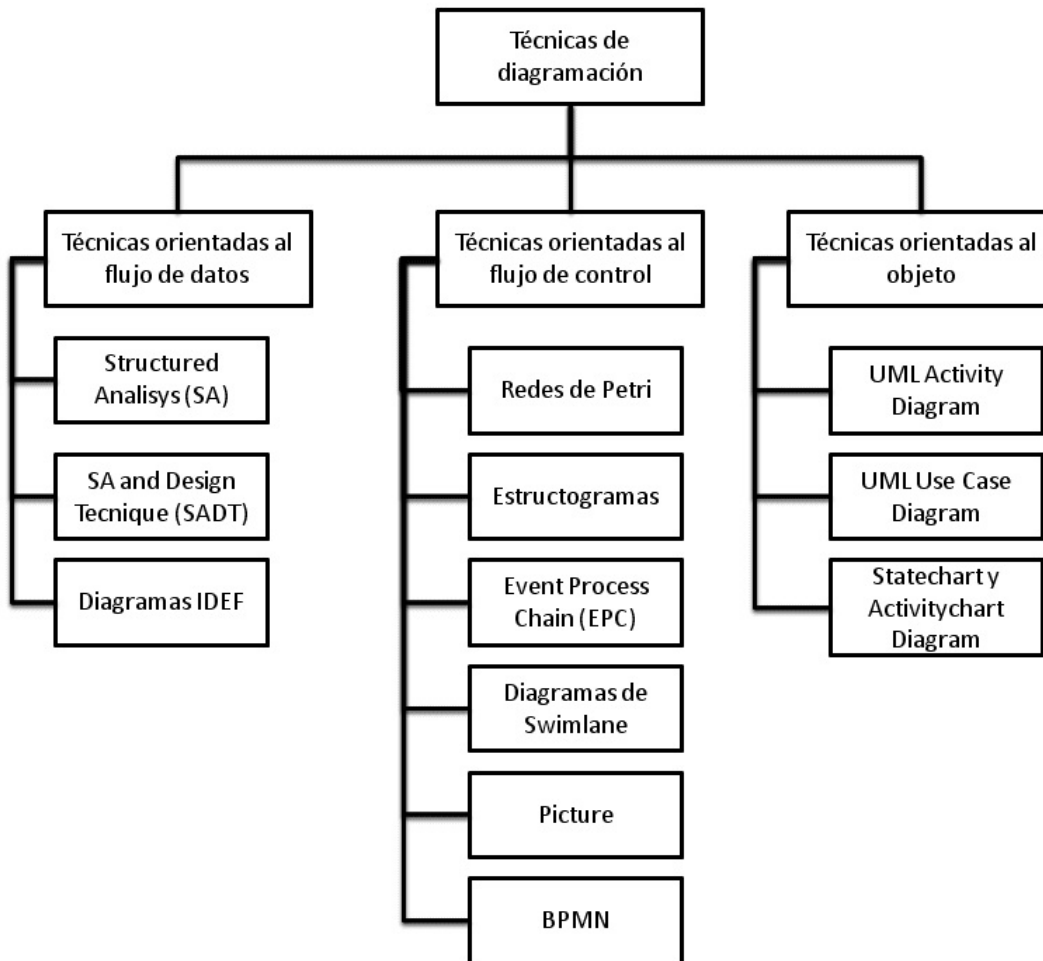 Técnicas de
diagramación
Técnicas orientadas al
flujo de datos
Structured
Analisys (SA)
SA and Design
Tecnique (SADT)
Diagramas IDEF
Técnicas orientadas al
flujo de control
Redes de Petri
Estructogramas
Event Process
Chain (EPC)
Diagramas de
Swimlane
Picture
BPMN
Técnicas orientadas al
objeto
UML Activity
Diagram
UML Use Case
Diagram
Statechart y
Activitychart
Diagram